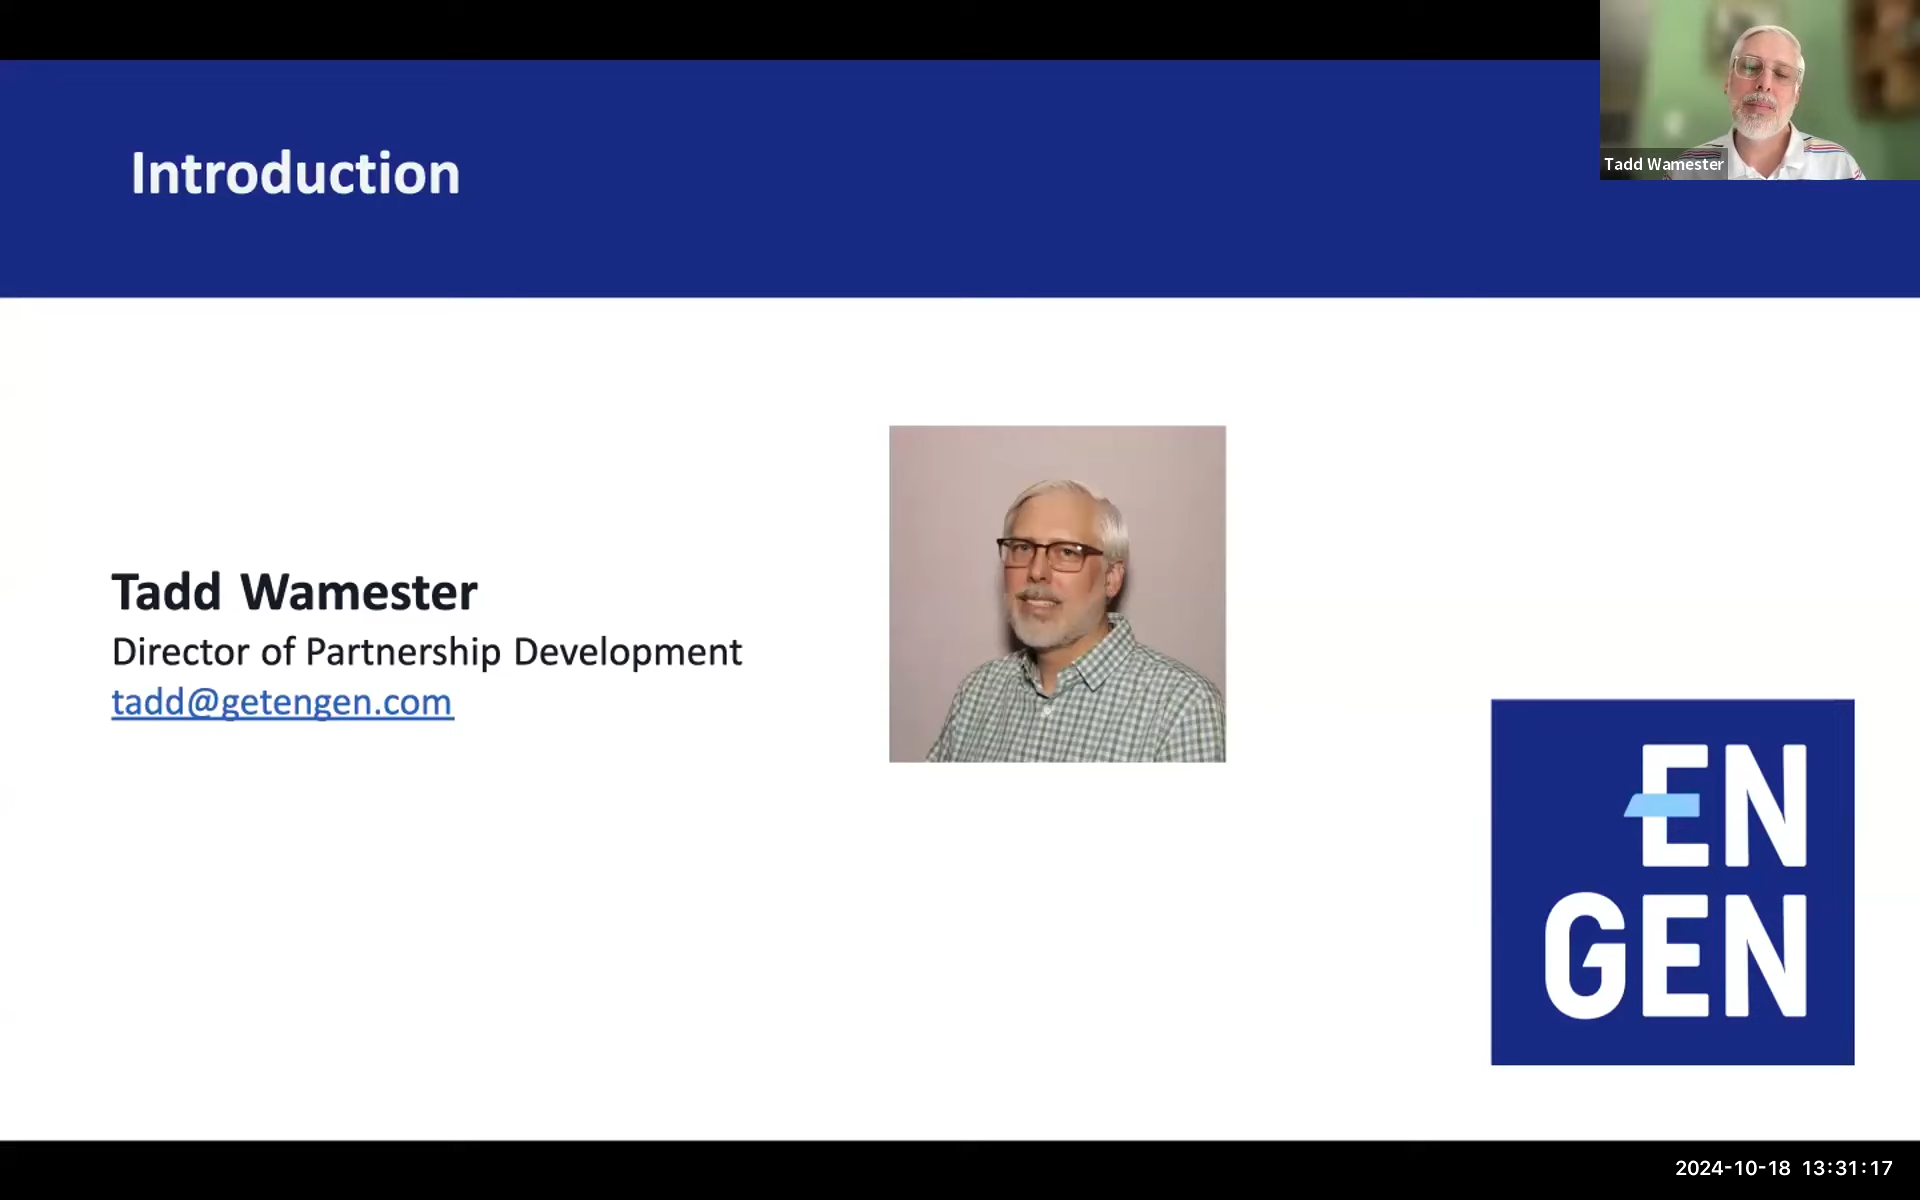 Introduction
Tadd Wamester
Tadd Wamester
Director of Partnership Development
tadd@getengen.com
EN
GEN
2024-10-18 13:31:17